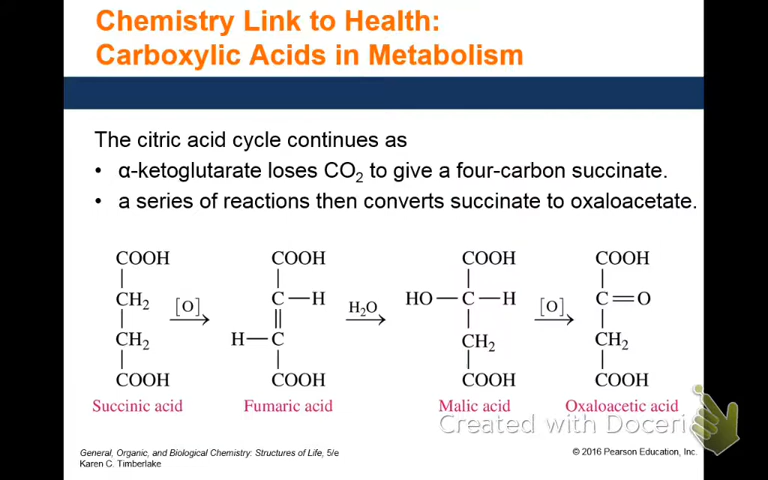 Chemistry Link to Health:
Carboxylic Acids in Metabolism
The citric acid cycle continues as
• α-ketoglutarate loses CO₂ to give a four-carbon succinate.
• a series of reactions then converts succinate to oxaloacetate.
COOH COOH COOH COOH
CH₂ [O] C—H H₂O HO—C—H [O] C=O
CH₂ H—C CH₂ CH₂
COOH COOH COOH COOH
Succinic acid Fumaric acid Malic acid Oxaloacetic acid
Created with Doceri
General, Organic, and Biological Chemistry: Structures of Life, 5/e © 2016 Pearson Education, Inc.
Karen C. Timberlake